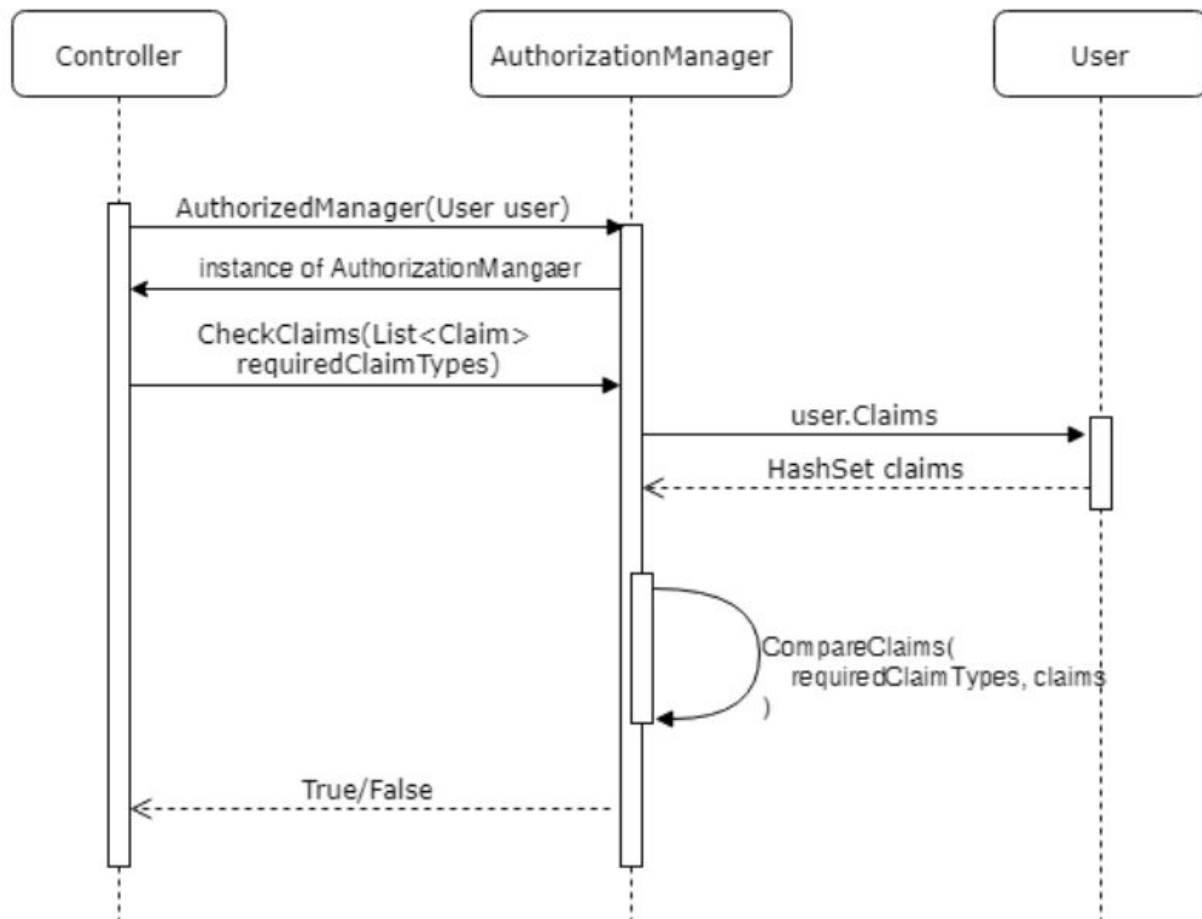 Controller
AuthorizationManager
User
AuthorizedManager(User user)
instance of AuthorizationMangaer
CheckClaims(List<Claim>
requiredClaimTypes)
user.Claims
HashSet claims
CompareClaims(
requiredClaimTypes, claims
)
True/False